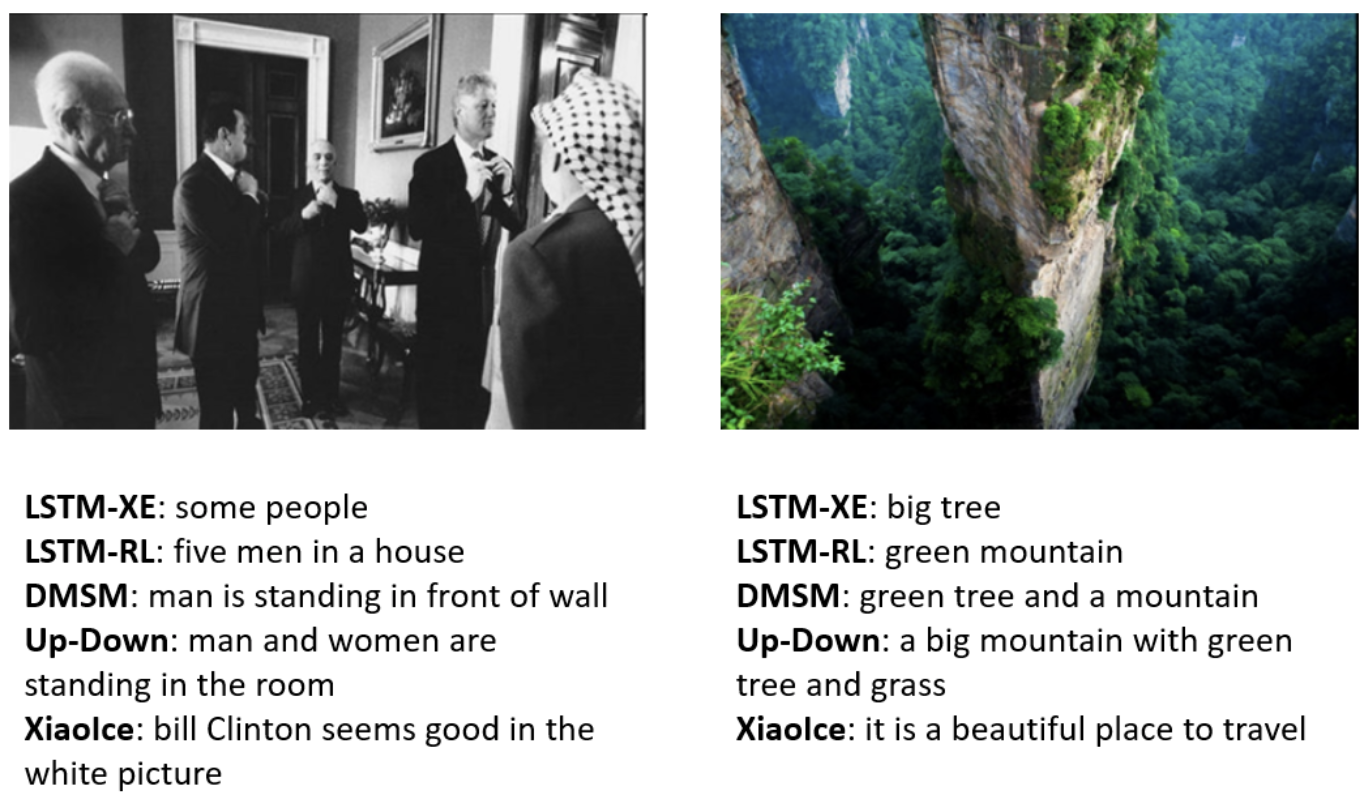 LSTM-XE: some people
LSTM-RL: five men in a house
DMSM: man is standing in front of wall
Up-Down: man and women are
standing in the room
XiaoIce: bill Clinton seems good in the
white picture
LSTM-XE: big tree
LSTM-RL: green mountain
DMSM: green tree and a mountain
Up-Down: a big mountain with green
tree and grass
XiaoIce: it is a beautiful place to travel